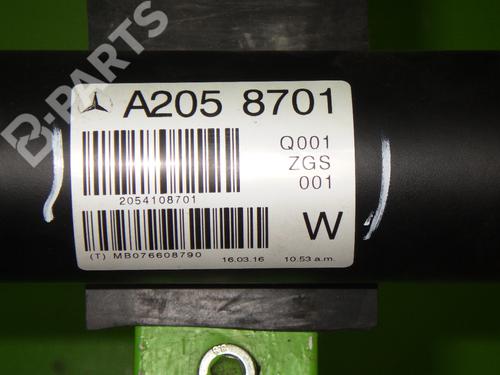 B-PARTS
A205 8701
Q001
ZGS
001
2054108701
W
(T) MB076608790 16.03.16 10.53 a.m.